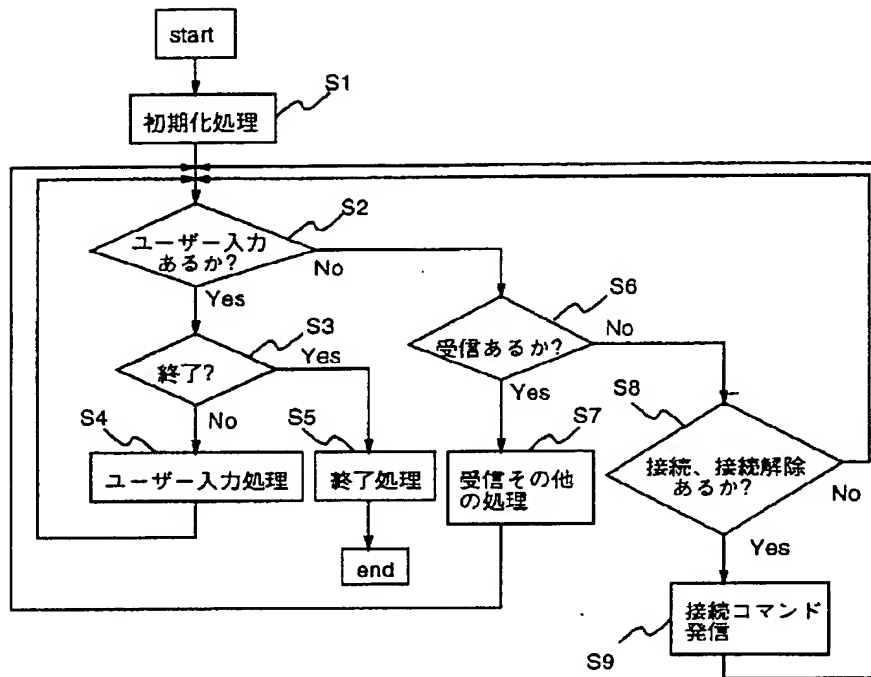 start
S1
初期化処理
S2
ユーザー入力
あるか?
No
Yes
S6
受信あるか?
No
Yes
S3
終了?
Yes
No
S4
ユーザー入力処理
S5
終了処理
end
S7
受信その他
の処理
S8
接続、接続解除
あるか?
No
Yes
接続コマンド
発信
S9